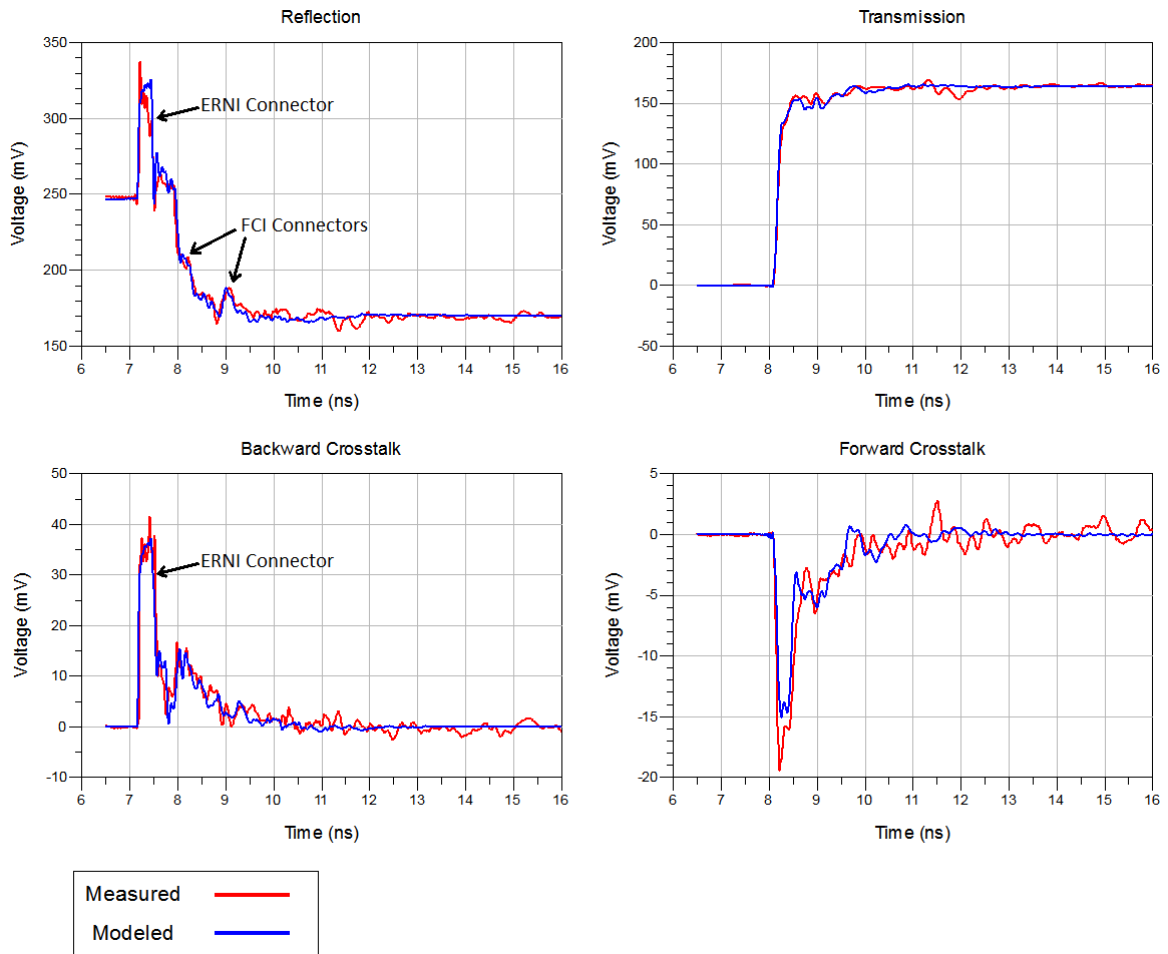 Reflection
350
300
250
200
150
Voltage (mV)
ERNI Connector
FCI Connectors
6 7 8 9 10 11 12 13 14 15 16
Time (ns)
Transmission
200
150
100
50
0
-50
Voltage (mV)
6 7 8 9 10 11 12 13 14 15 16
Time (ns)
Backward Crosstalk
50
40
30
20
10
0
-10
Voltage (mV)
ERNI Connector
6 7 8 9 10 11 12 13 14 15 16
Time (ns)
Forward Crosstalk
5
0
-5
-10
-15
-20
Voltage (mV)
6 7 8 9 10 11 12 13 14 15 16
Time (ns)
Measured
Modeled